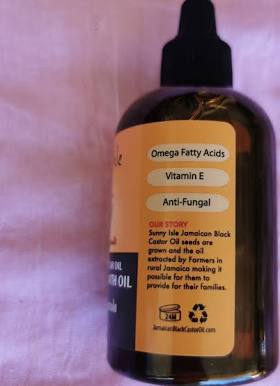 Omega Fatty Acids
Vitamin E
Anti-Fungal
OUR STORY
Sunny Isle Jamaican Black
Castor Oil seeds are
grown and the oil
extracted by Farmers in
rural Jamaica making it
possible for them to
provide for their families.
24M
JamaicanBlackCastorOil.com
OIL
OIL